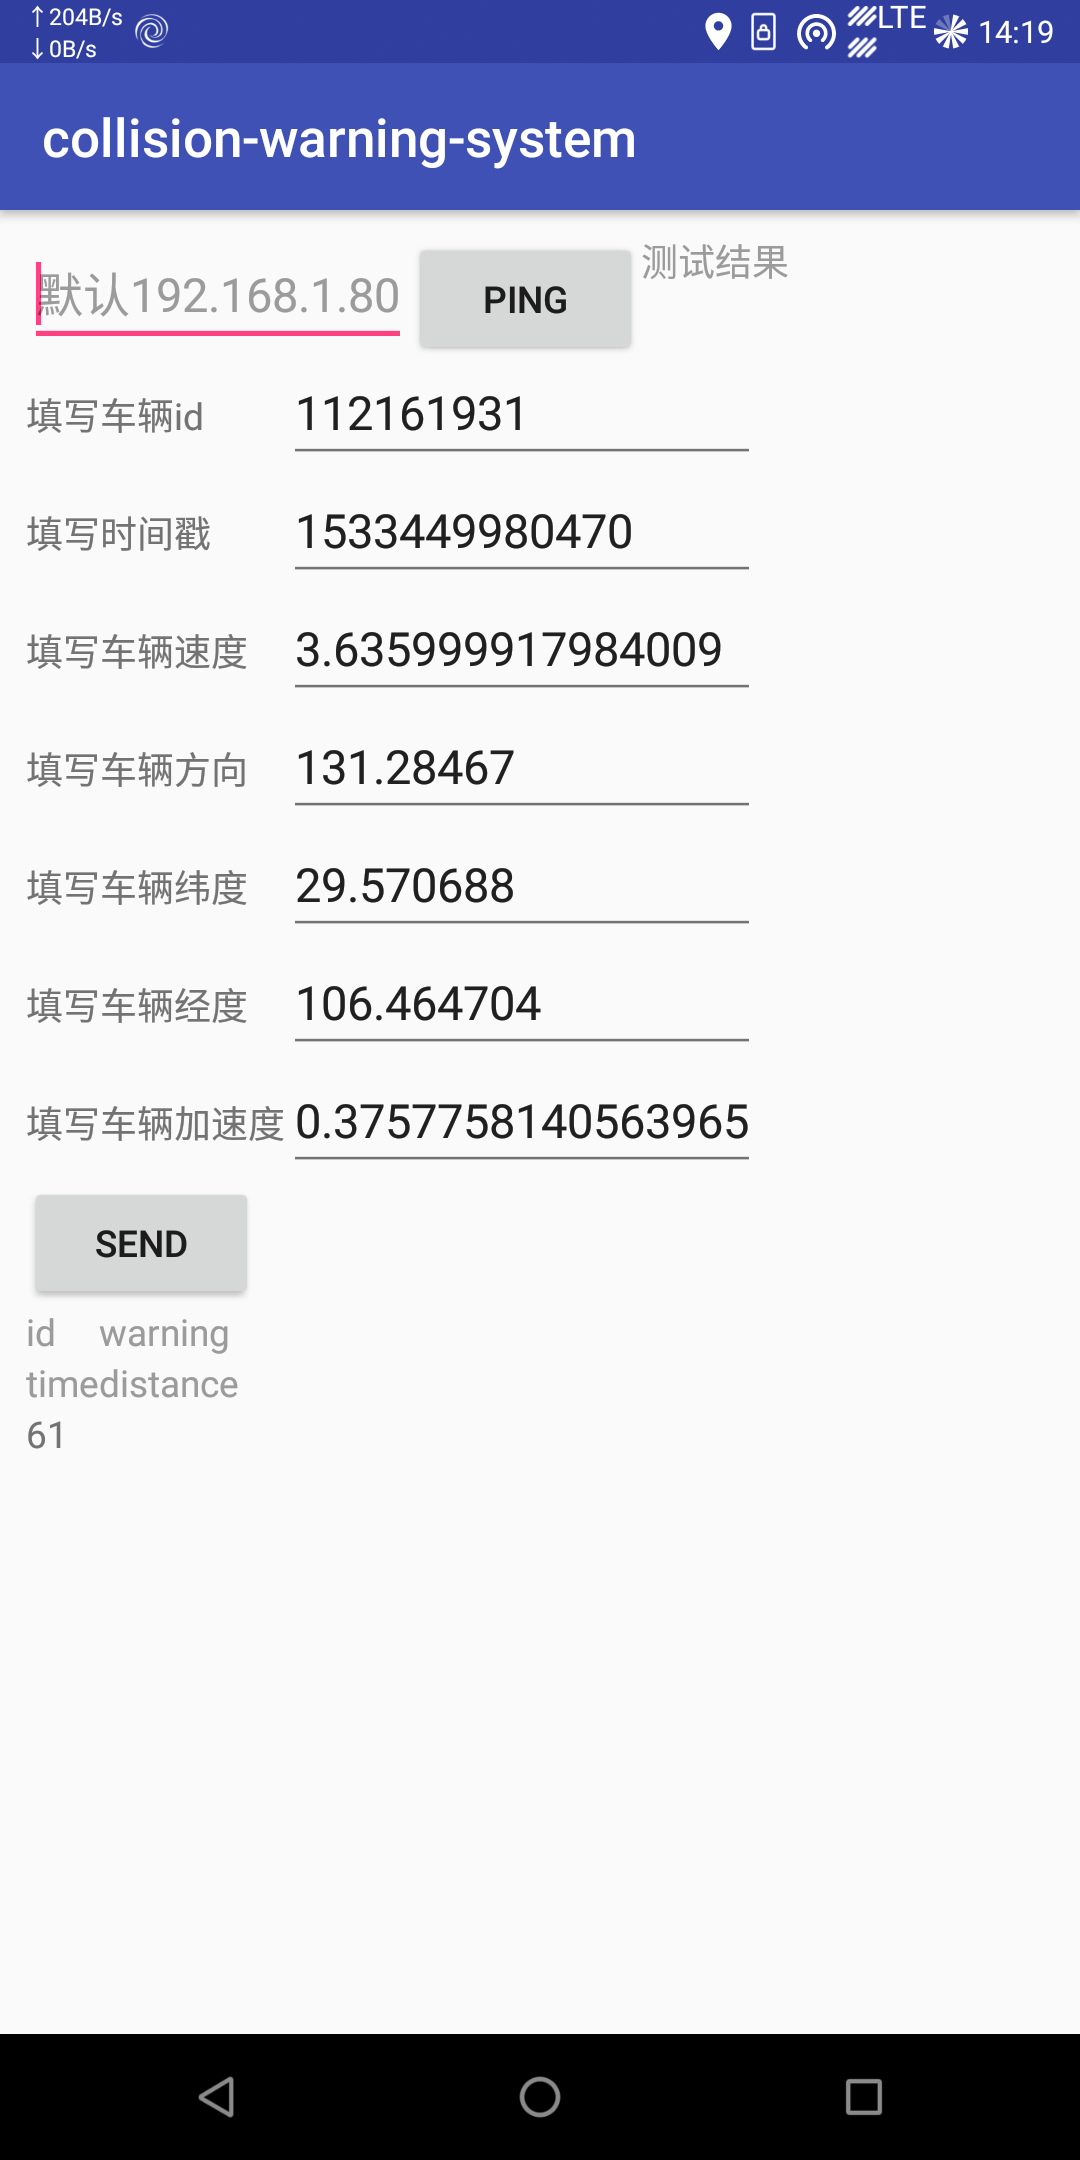 ↑204B/s
↓0B/s
LTE 14:19
collision-warning-system
默认192.168.1.80 PING 测试结果
填写车辆id 112161931
填写时间戳 1533449980470
填写车辆速度 3.635999917984009
填写车辆方向 131.28467
填写车辆纬度 29.570688
填写车辆经度 106.464704
填写车辆加速度 0.3757758140563965
SEND
id warning
timedistance
61